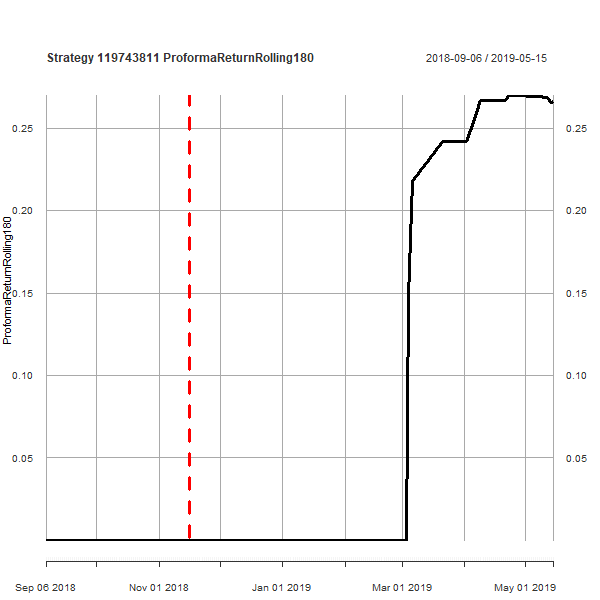 Strategy 119743811 ProformaReturnRolling180
2018-09-06 / 2019-05-15
ProformaReturnRolling180
0.25
0.20
0.15
0.10
0.05
0.25
0.20
0.15
0.10
0.05
Sep 06 2018
Nov 01 2018
Jan 01 2019
Mar 01 2019
May 01 2019